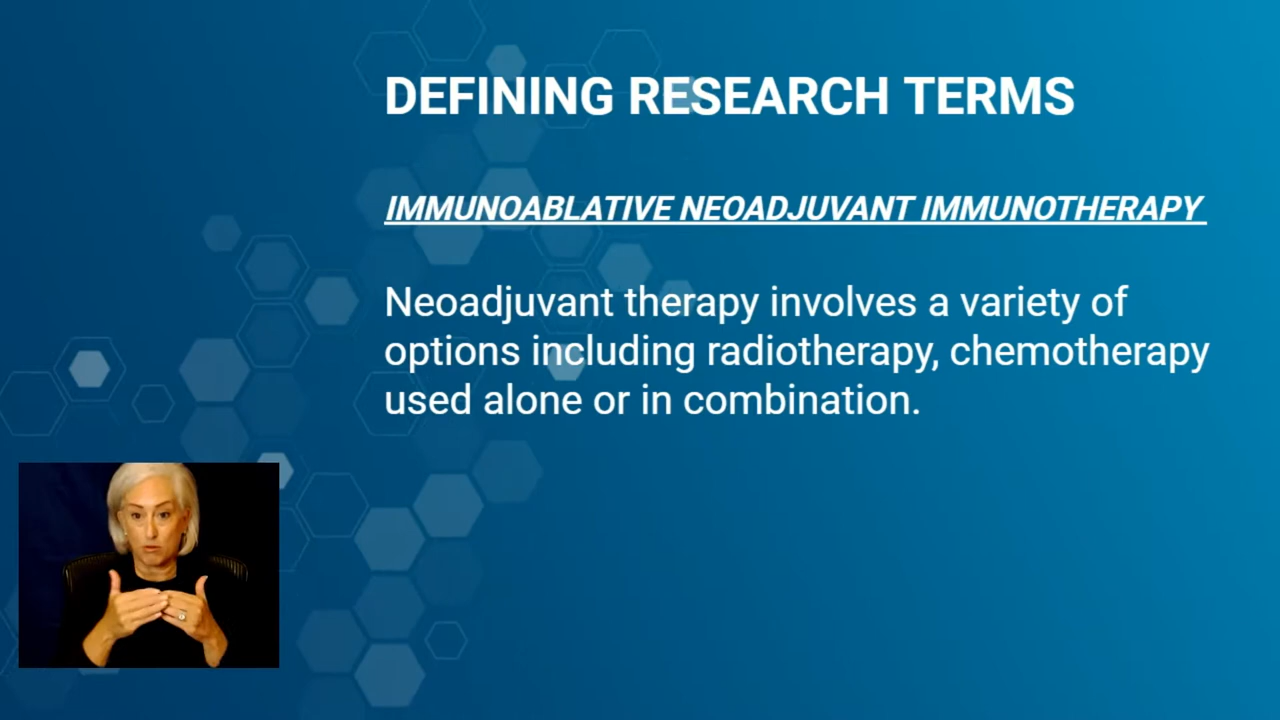 DEFINING RESEARCH TERMS
IMMUNOABLATIVE NEOADJUVANT IMMUNOTHERAPY
Neoadjuvant therapy involves a variety of
options including radiotherapy, chemotherapy
used alone or in combination.